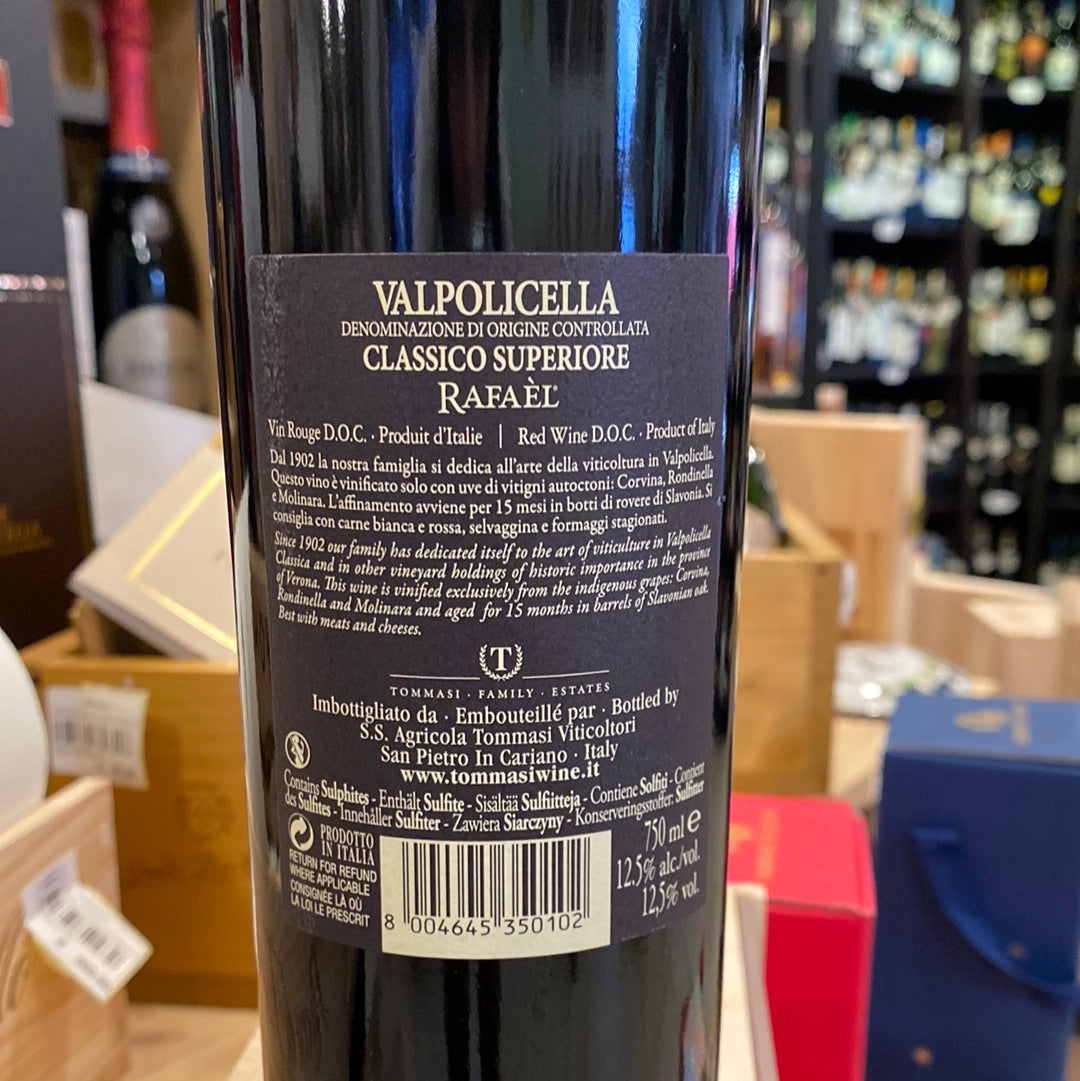 VALPOLICELLA
DENOMINAZIONE DI ORIGINE CONTROLLATA
CLASSICO SUPERIORE
RAFAÈL
Vin Rouge D.O.C. · Produit d'Italie | Red Wine D.O.C. · Product of Italy
Dal 1902 la nostra famiglia si dedica all'arte della viticoltura in Valpolicella.
Questo vino è vinificato solo con uve di vitigni autoctoni: Corvina, Rondinella
e Molinara. L'affinamento avviene per 15 mesi in botti di rovere di Slavonia. Si
consiglia con carne bianca e rossa, selvaggina e formaggi stagionati.
Since 1902 our family has dedicated itself to the art of viticulture in Valpolicella
Classica and in other vineyard holdings of historic importance in the province
of Verona. This wine is vinified exclusively from the indigenous grapes: Corvina,
Rondinella and Molinara and aged for 15 months in barrels of Slavonian oak.
Best with meats and cheeses.
T
TOMMASI · FAMILY · ESTATES
Imbottigliato da · Embouteillé par · Bottled by
S.S. Agricola Tommasi Viticoltori
San Pietro In Cariano · Italy
www.tommasiwine.it
Contains Sulphites - Enthält Sulfite - Sisältää Sulfiitteja - Contiene Solfiti - Contient
des Sulfites - Innehåller Sulfiter - Zawiera Siarczyny - Konserveringsstoffer: Sulfitter
PRODOTTO
IN ITALIA
RETURN FOR REFUND
WHERE APPLICABLE
CONSIGNÉE LÀ OÙ
LA LOI LE PRESCRIT
8 004645 350102
750 ml e
12.5% alc./vol.
12,5% vol.